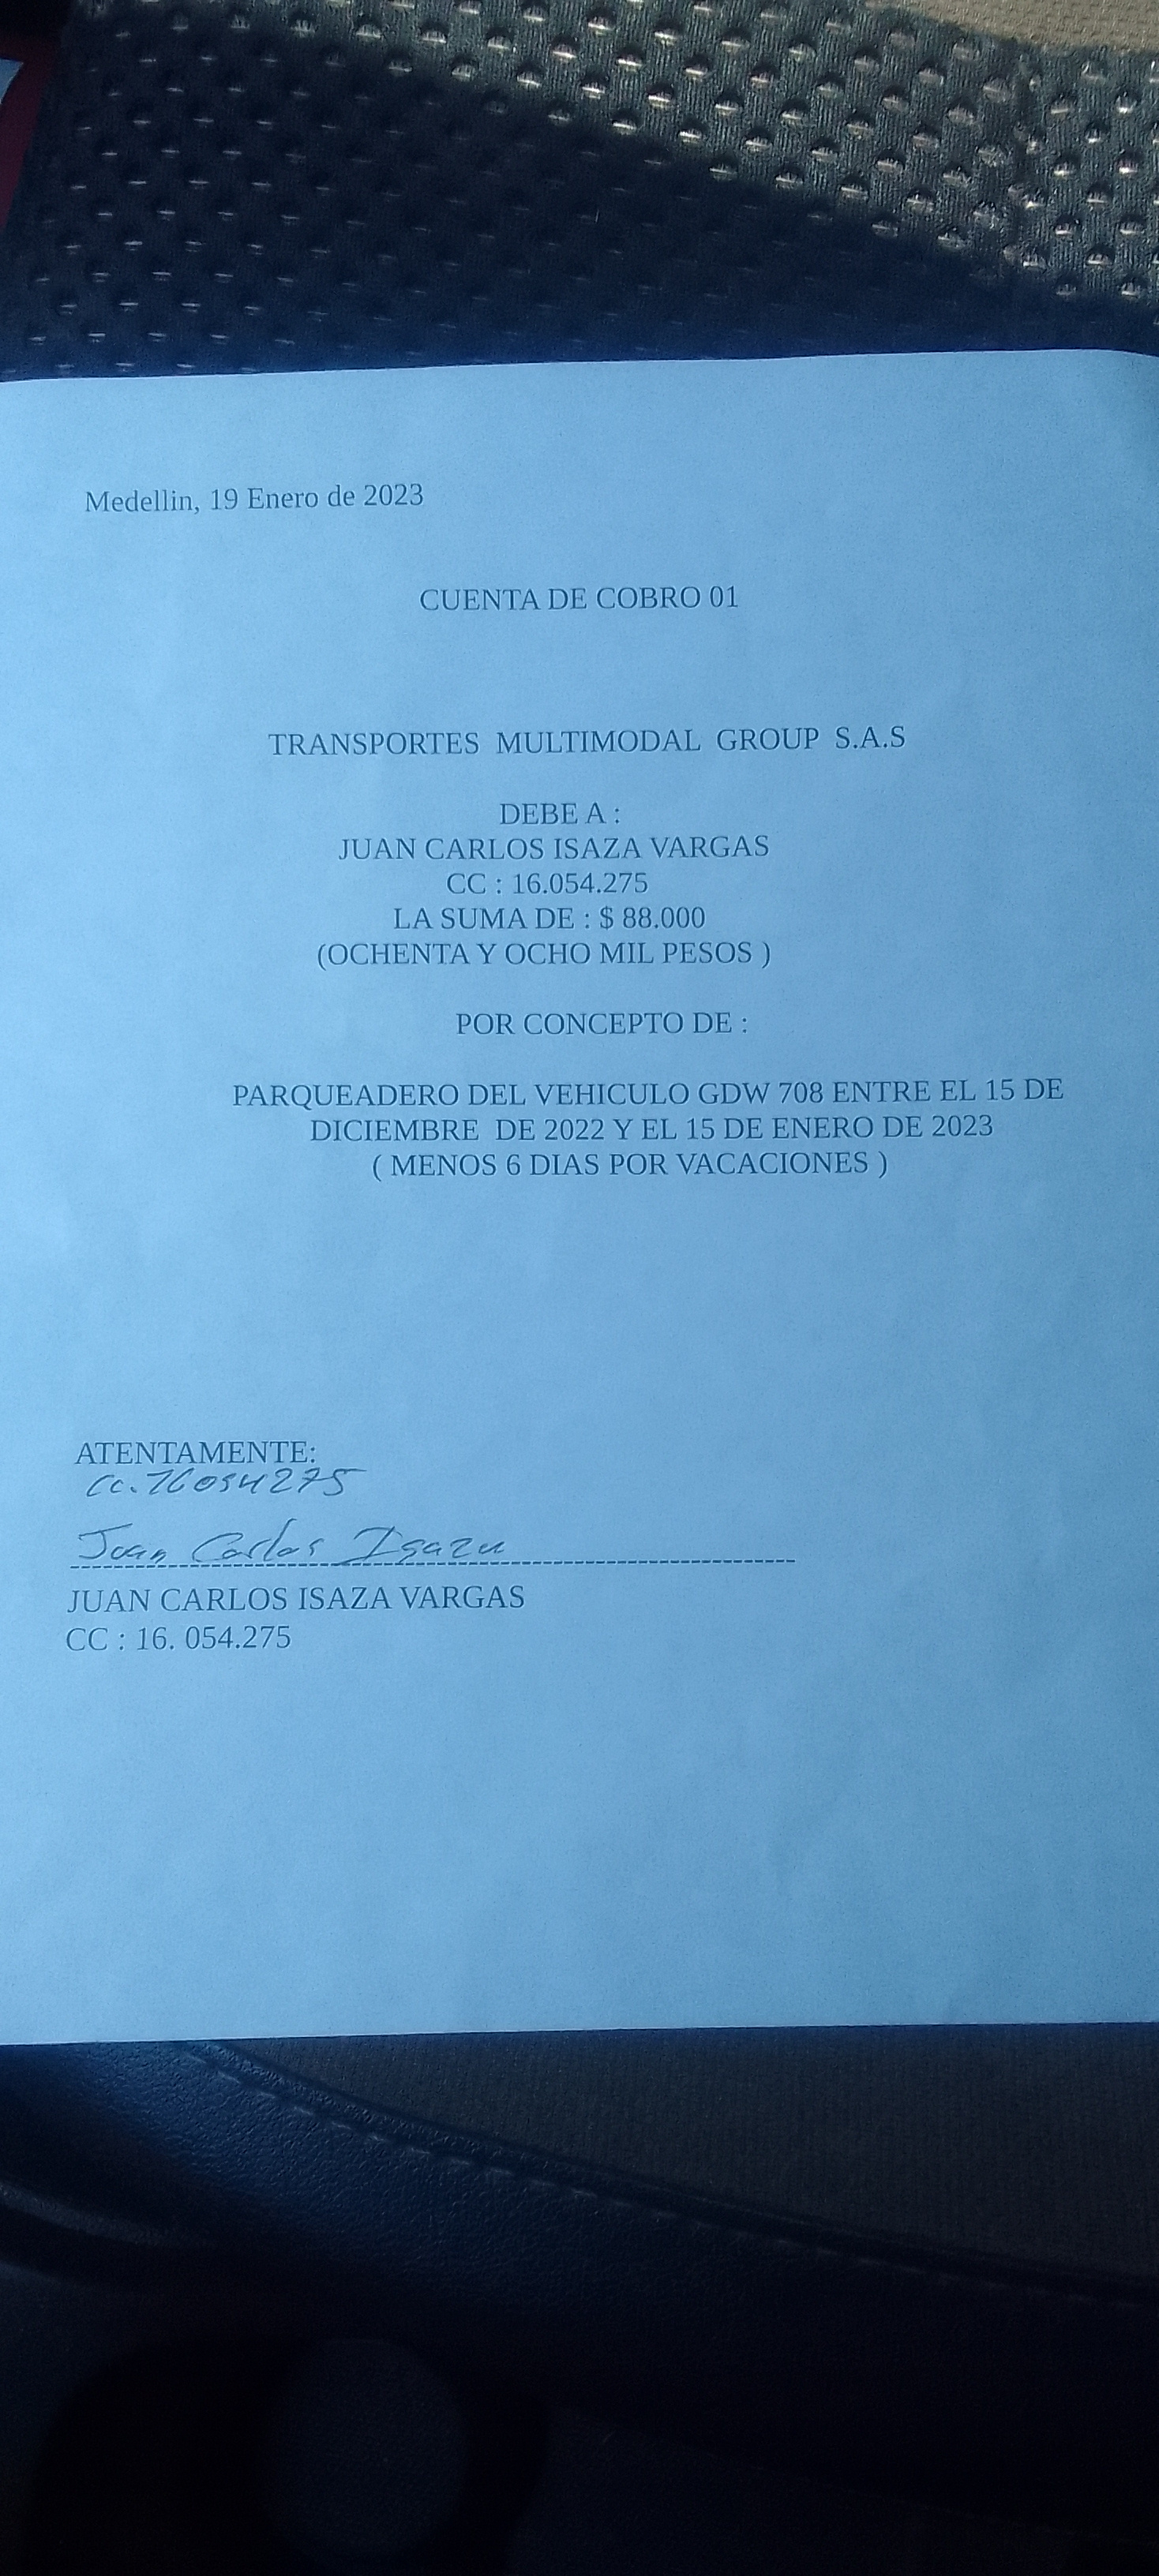 Medellin, 19 Enero de 2023
CUENTA DE COBRO 01
TRANSPORTES MULTIMODAL GROUP S.A.S
DEBE A :
JUAN CARLOS ISAZA VARGAS
CC : 16.054.275
LA SUMA DE : $ 88.000
(OCHENTA Y OCHO MIL PESOS )
POR CONCEPTO DE :
PARQUEADERO DEL VEHICULO GDW 708 ENTRE EL 15 DE
DICIEMBRE DE 2022 Y EL 15 DE ENERO DE 2023
( MENOS 6 DIAS POR VACACIONES )
ATENTAMENTE:
cc. 16054275
Juan Carlos Isaza
JUAN CARLOS ISAZA VARGAS
CC : 16. 054.275